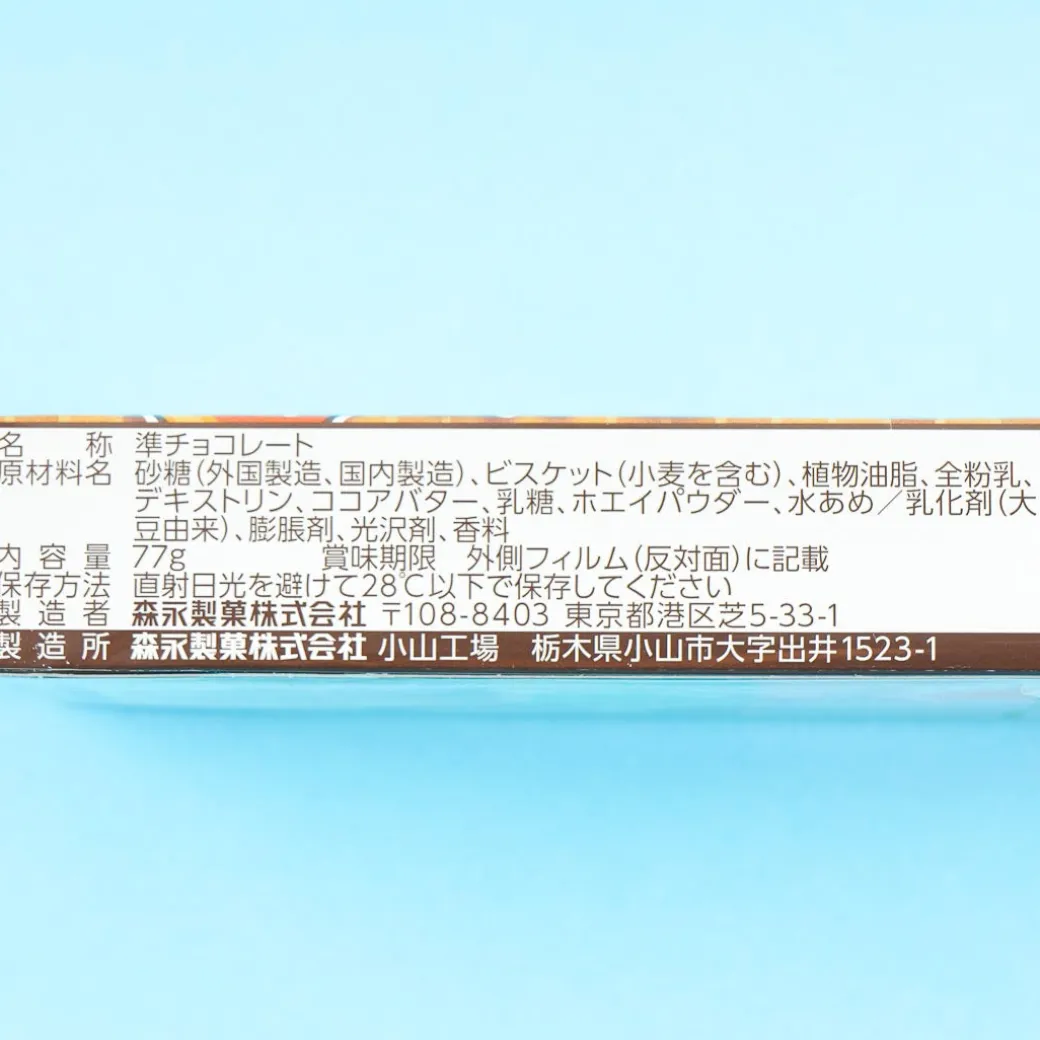 名称 準チョコレート
原材料名 砂糖(外国製造、国内製造)、ビスケット(小麦を含む)、植物油脂、全粉乳、
デキストリン、ココアバター、乳糖、ホエイパウダー、水あめ／乳化剤(大
豆由来)、膨脹剤、光沢剤、香料
内容量 77g 賞味期限 外側フィルム(反対面)に記載
保存方法 直射日光を避けて28℃以下で保存してください
製造者 森永製菓株式会社 〒108-8403 東京都港区芝5-33-1
製造所 森永製菓株式会社 小山工場 栃木県小山市大字出井1523-1